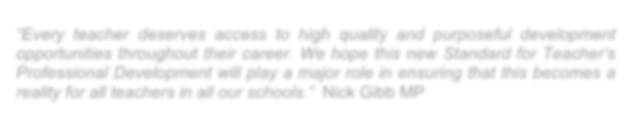 "Every teacher deserves access to high quality and purposeful development
opportunities throughout their career. We hope this new Standard for Teacher's
Professional Development will play a major role in ensuring that this becomes a
reality for all teachers in all our schools." Nick Gibb MP